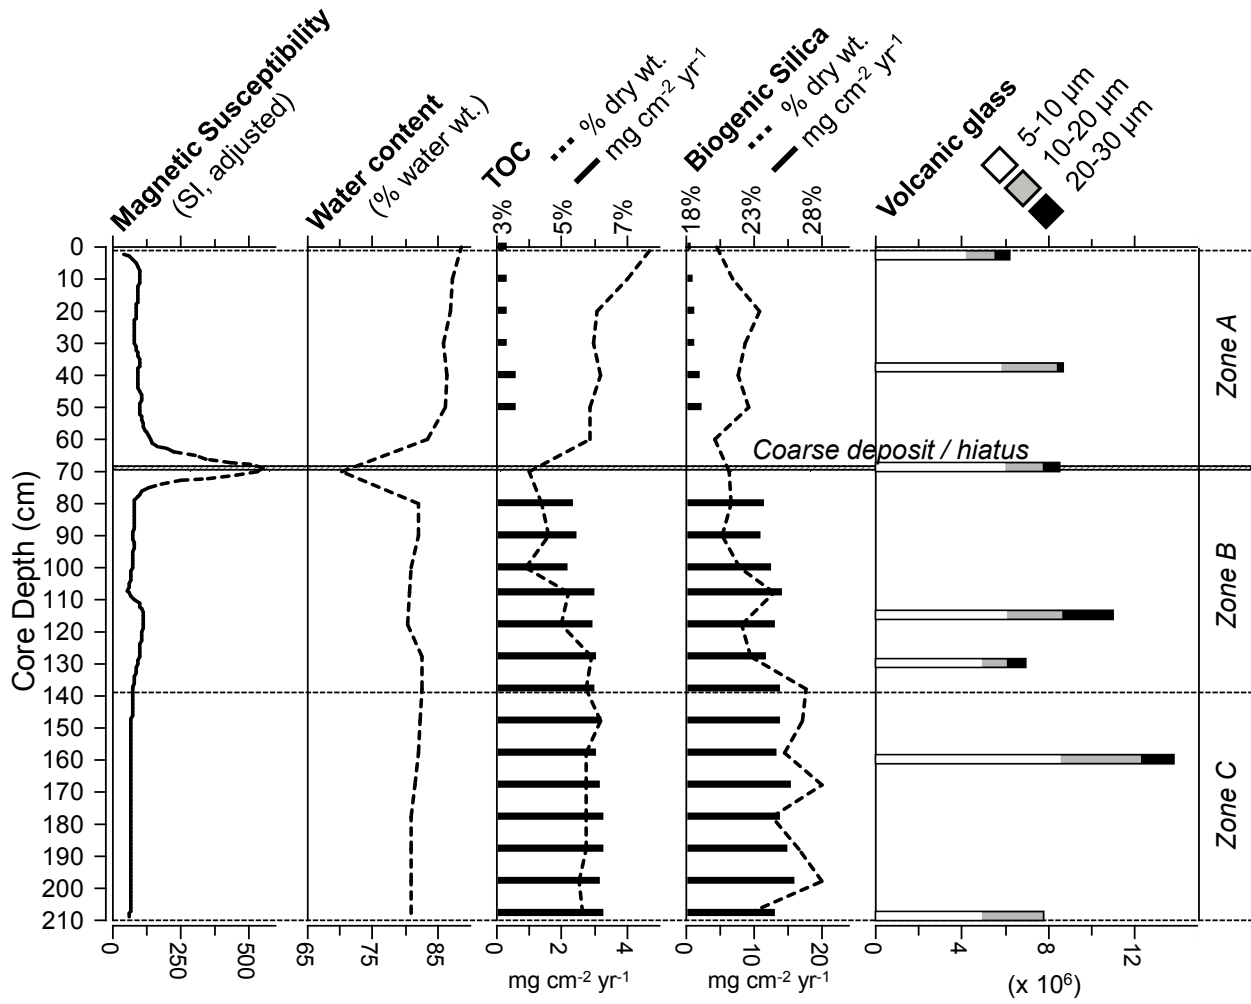 Magnetic Susceptibility
(SI, adjusted)
Water content
(% water wt.)
TOC
% dry wt.
mg cm-2 yr-1
Biogenic Silica
% dry wt.
mg cm-2 yr-1
Volcanic glass
5-10 µm
10-20 µm
20-30 µm
3% 5% 7%
18% 23% 28%
Core Depth (cm)
0
10
20
30
40
50
60
70
80
90
100
110
120
130
140
150
160
170
180
190
200
210
Coarse deposit / hiatus
Zone A
Zone B
Zone C
0 250 500
65 75 85
0 2 4
0 10 20
0 4 8 12
mg cm-2 yr-1
mg cm-2 yr-1
(x 10⁶)